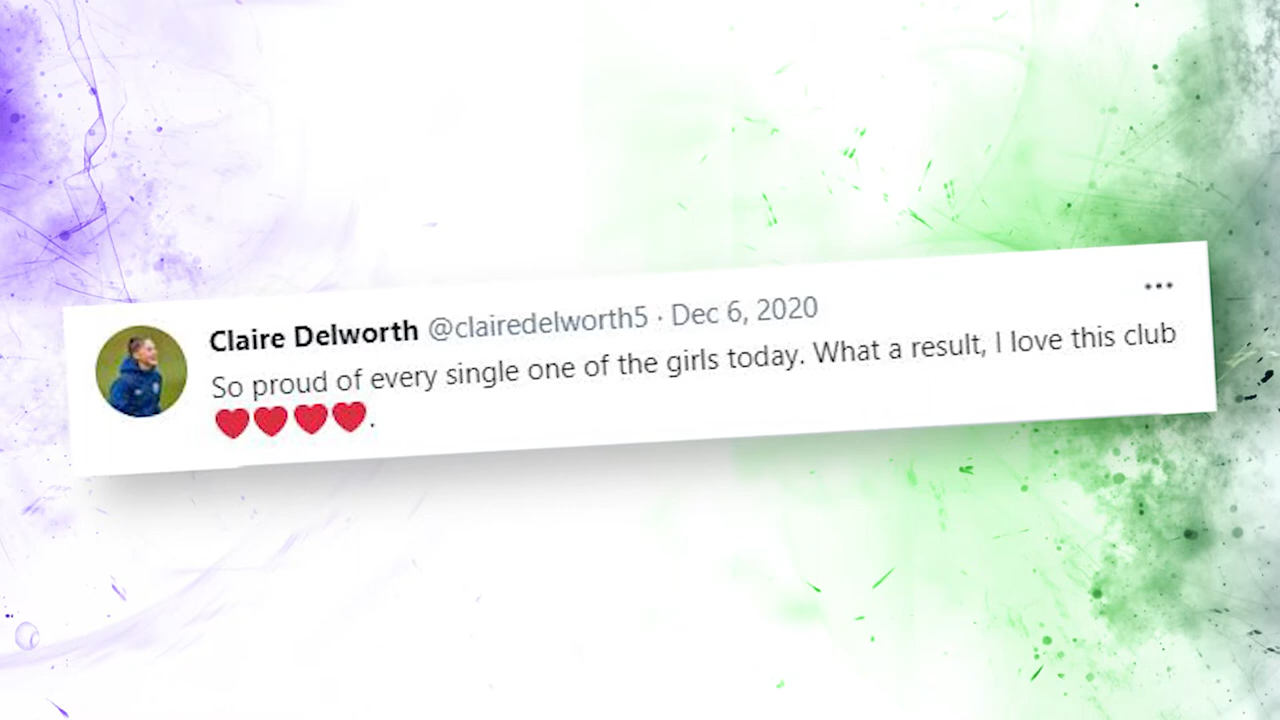 Claire Delworth @clairedelworth5 · Dec 6, 2020
So proud of every single one of the girls today. What a result, I love this club
❤️❤️❤️❤️.